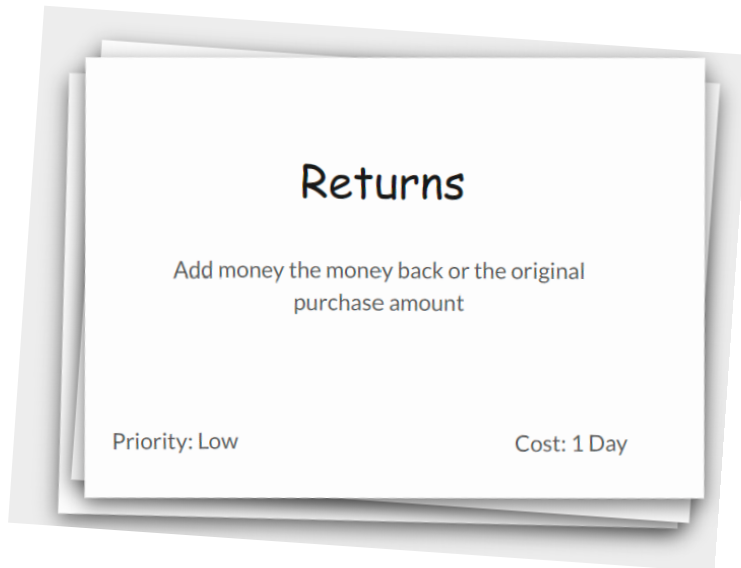 Returns
Add money the money back or the original
purchase amount
Priority: Low
Cost: 1 Day